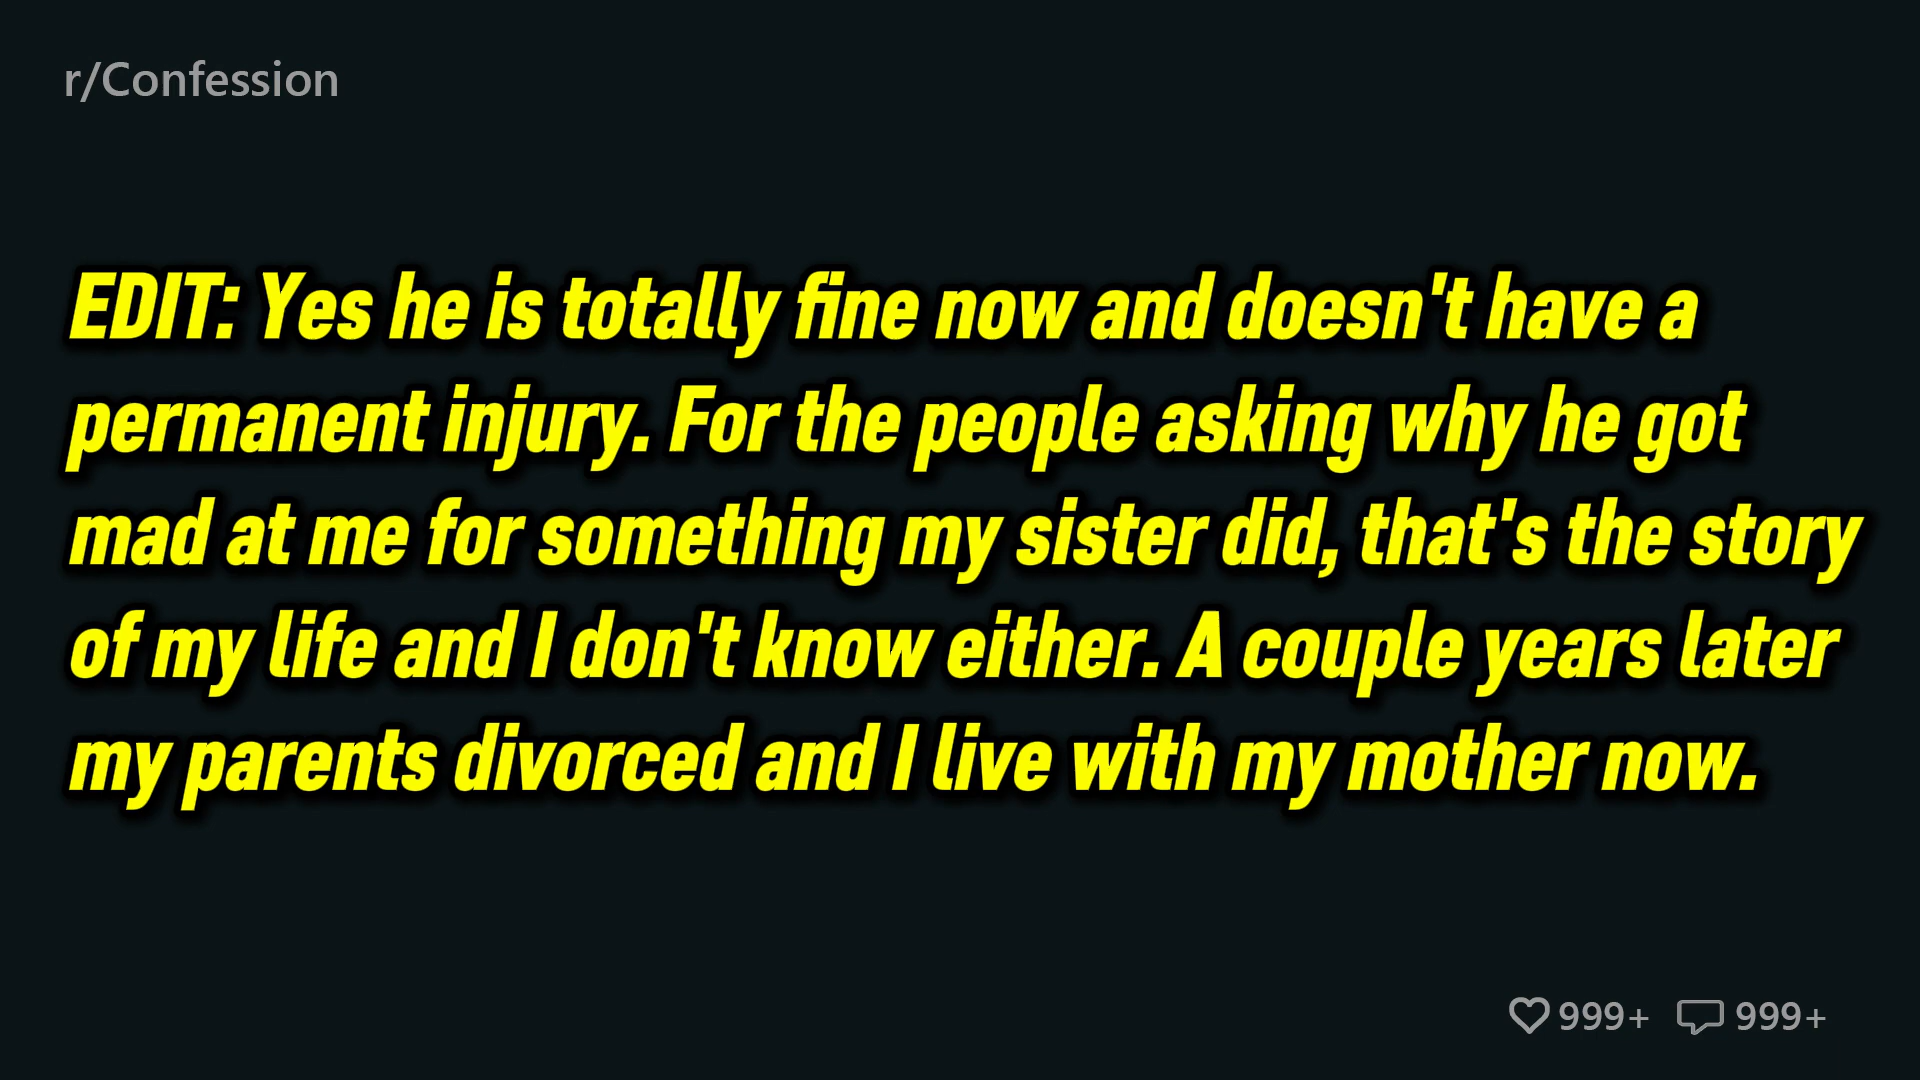 r/Confession
EDIT: Yes he is totally fine now and doesn't have a
permanent injury. For the people asking why he got
mad at me for something my sister did, that's the story
of my life and I don't know either. A couple years later
my parents divorced and I live with my mother now.
999+ 999+